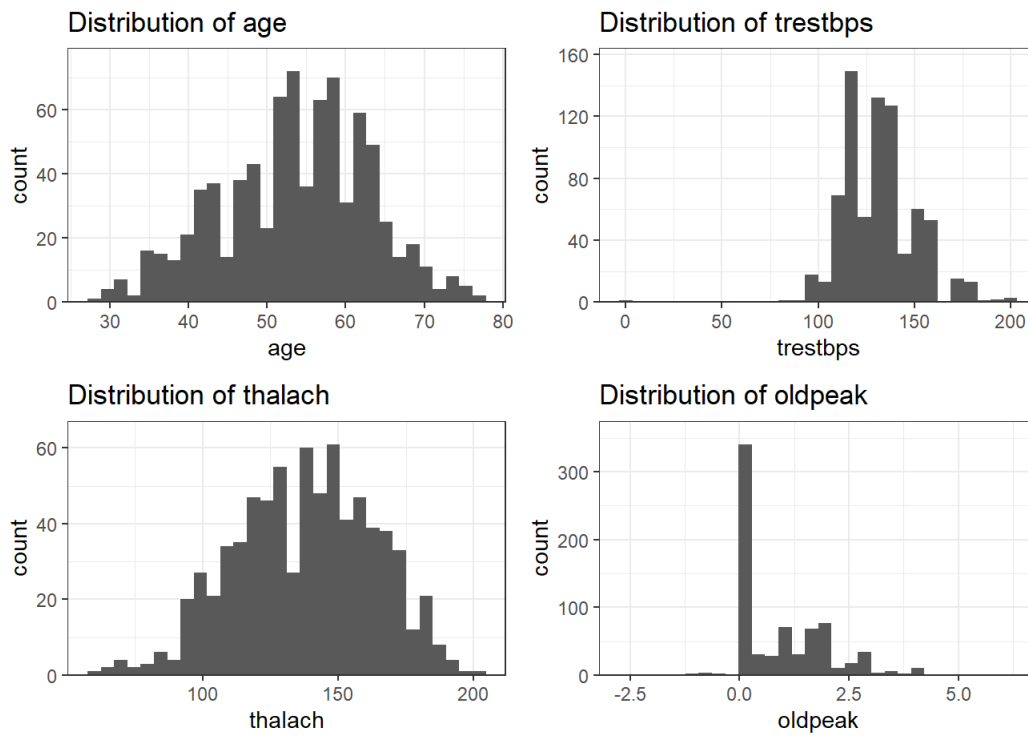 Distribution of age
60
40
20
0
count
30 40 50 60 70 80
age
Distribution of trestbps
160
120
80
40
0
count
0 50 100 150 200
trestbps
Distribution of thalach
60
40
20
0
count
100 150 200
thalach
Distribution of oldpeak
300
200
100
0
count
-2.5 0.0 2.5 5.0
oldpeak